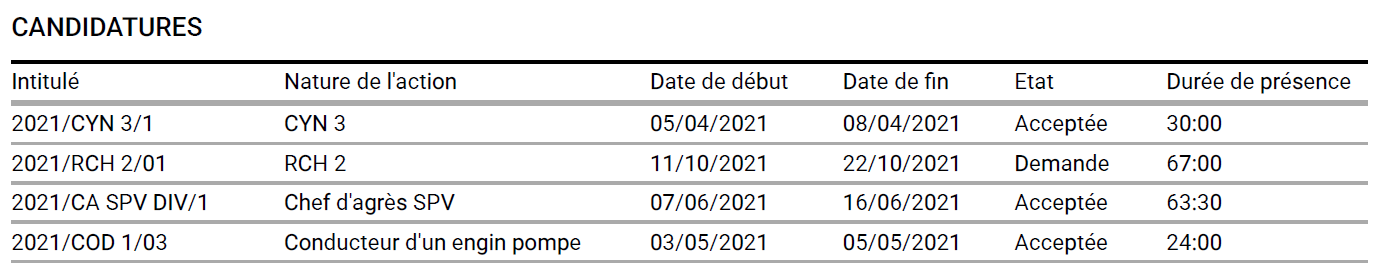 CANDIDATURES
Intitulé Nature de l'action Date de début Date de fin Etat Durée de présence
2021/CYN 3/1 CYN 3 05/04/2021 08/04/2021 Acceptée 30:00
2021/RCH 2/01 RCH 2 11/10/2021 22/10/2021 Demande 67:00
2021/CA SPV DIV/1 Chef d'agrès SPV 07/06/2021 16/06/2021 Acceptée 63:30
2021/COD 1/03 Conducteur d'un engin pompe 03/05/2021 05/05/2021 Acceptée 24:00